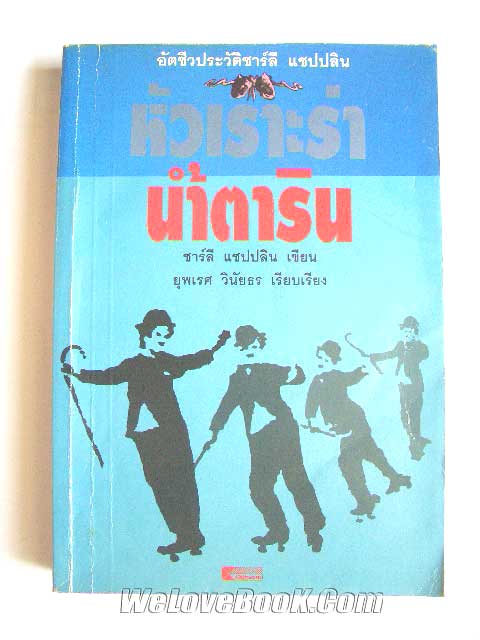 อัตชีวประวัติชาร์ลี แชปปลิน
หัวเราะร่า
น้ำตาริน
ชาร์ลี แชปปลิน เขียน
ยุพเรศ วินัยธร เรียบเรียง
WeLoveBooK.Com